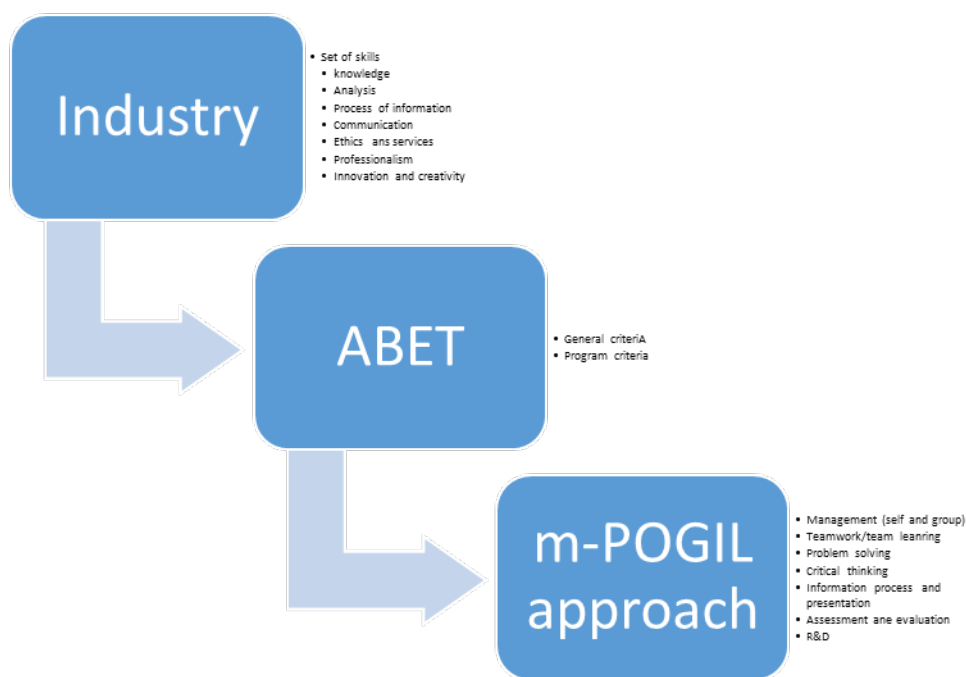 Industry
• Set of skills
• knowledge
• Analysis
• Process of information
• Communication
• Ethics ans services
• Professionalism
• Innovation and creativity
ABET
• General criteriA
• Program criteria
m-POGIL
approach
• Management (self and group)
• Teamwork/team leanring
• Problem solving
• Critical thinking
• Information process and
presentation
• Assessment ane evaluation
• R&D